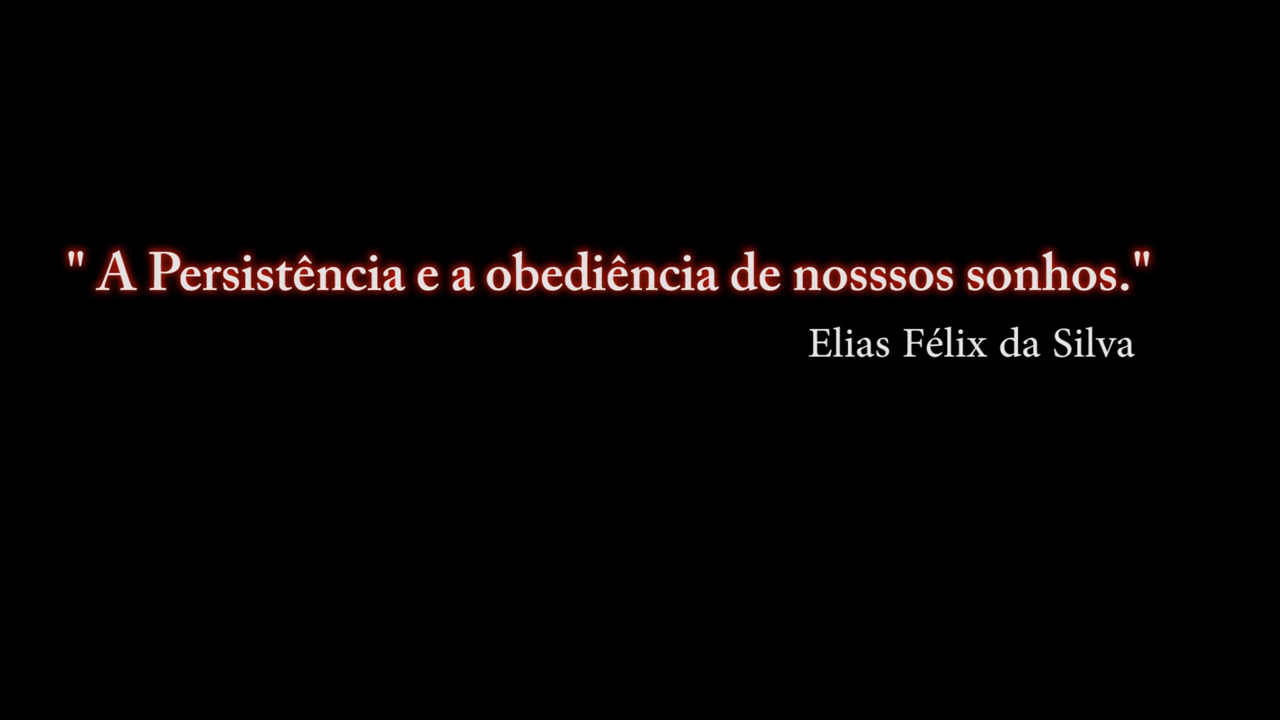 " A Persistência e a obediência de nosssos sonhos."
Elias Félix da Silva